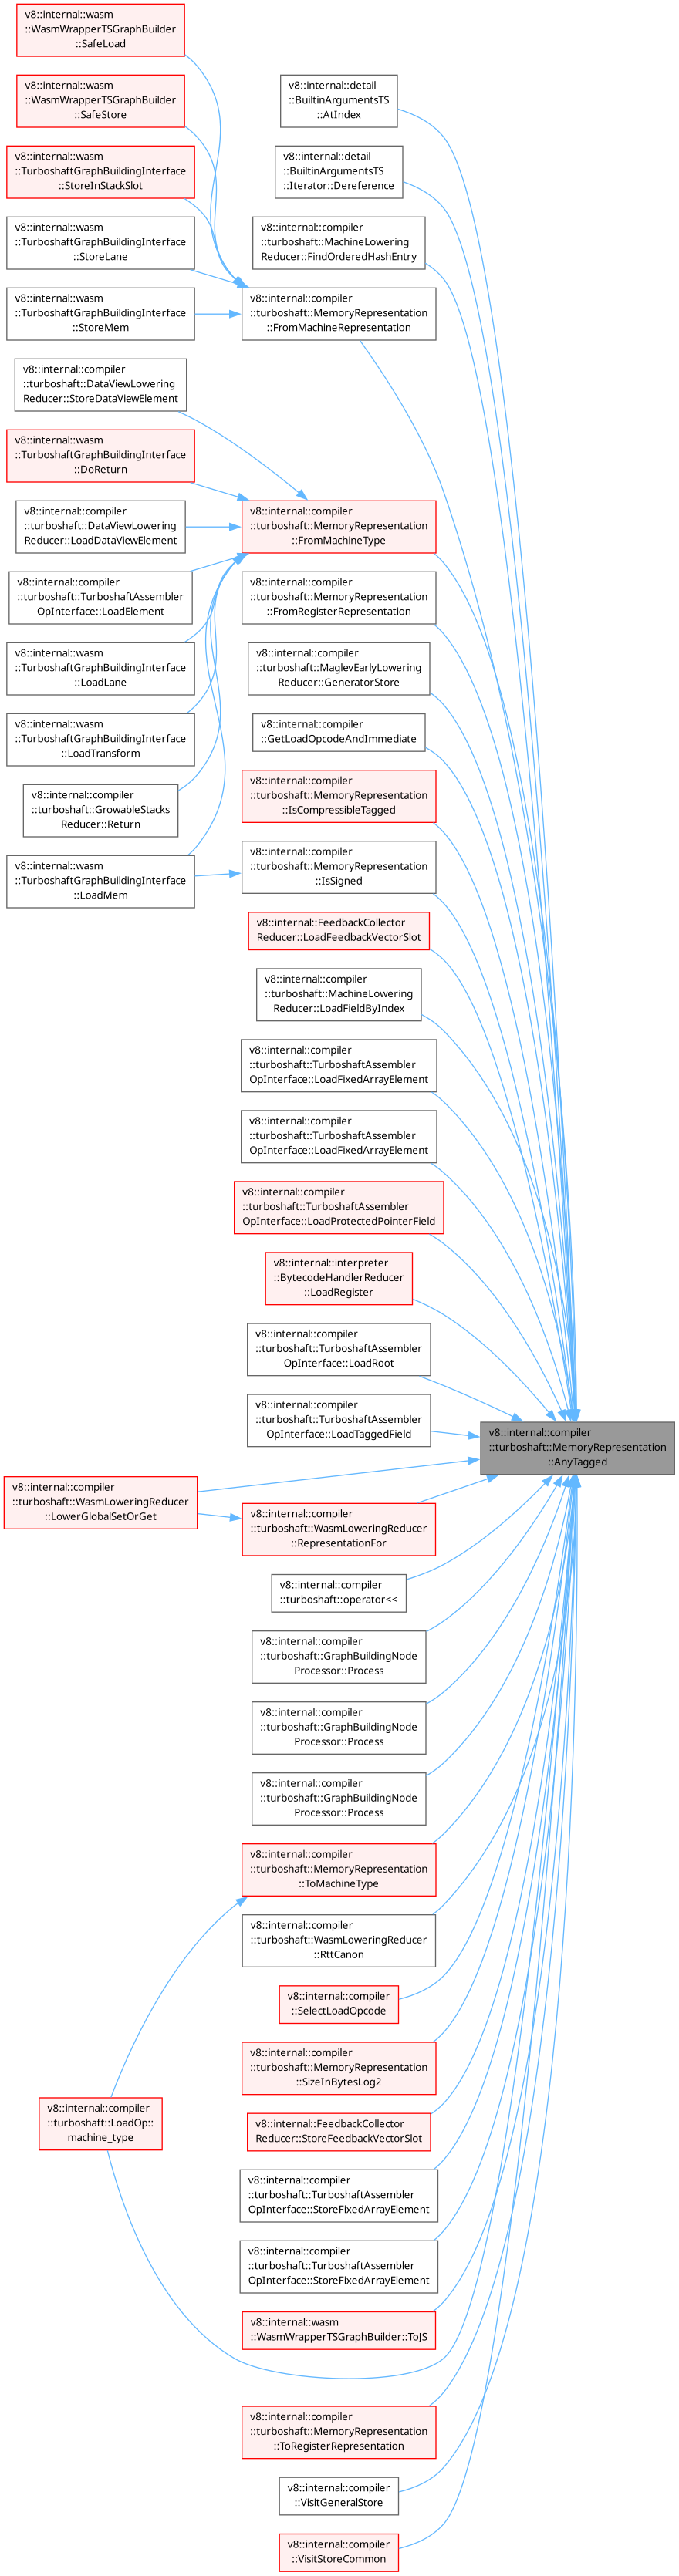 v8::internal::wasm
::WasmWrapperTSGraphBuilder
::SafeLoad
v8::internal::wasm
::WasmWrapperTSGraphBuilder
::SafeStore
v8::internal::wasm
::TurboshaftGraphBuildingInterface
::StoreInStackSlot
v8::internal::wasm
::TurboshaftGraphBuildingInterface
::StoreLane
v8::internal::wasm
::TurboshaftGraphBuildingInterface
::StoreMem
v8::internal::compiler
::turboshaft::DataViewLowering
Reducer::StoreDataViewElement
v8::internal::wasm
::TurboshaftGraphBuildingInterface
::DoReturn
v8::internal::compiler
::turboshaft::DataViewLowering
Reducer::LoadDataViewElement
v8::internal::compiler
::turboshaft::TurboshaftAssembler
OpInterface::LoadElement
v8::internal::wasm
::TurboshaftGraphBuildingInterface
::LoadLane
v8::internal::wasm
::TurboshaftGraphBuildingInterface
::LoadTransform
v8::internal::compiler
::turboshaft::GrowableStacks
Reducer::Return
v8::internal::wasm
::TurboshaftGraphBuildingInterface
::LoadMem
v8::internal::compiler
::turboshaft::WasmLoweringReducer
::LowerGlobalSetOrGet
v8::internal::compiler
::turboshaft::LoadOp::
machine_type
v8::internal::detail
::BuiltinArgumentsTS
::AtIndex
v8::internal::detail
::BuiltinArgumentsTS
::Iterator::Dereference
v8::internal::compiler
::turboshaft::MachineLowering
Reducer::FindOrderedHashEntry
v8::internal::compiler
::turboshaft::MemoryRepresentation
::FromMachineRepresentation
v8::internal::compiler
::turboshaft::MemoryRepresentation
::FromMachineType
v8::internal::compiler
::turboshaft::MemoryRepresentation
::FromRegisterRepresentation
v8::internal::compiler
::turboshaft::MaglevEarlyLowering
Reducer::GeneratorStore
v8::internal::compiler
::GetLoadOpcodeAndImmediate
v8::internal::compiler
::turboshaft::MemoryRepresentation
::IsCompressibleTagged
v8::internal::compiler
::turboshaft::MemoryRepresentation
::IsSigned
v8::internal::FeedbackCollector
Reducer::LoadFeedbackVectorSlot
v8::internal::compiler
::turboshaft::MachineLowering
Reducer::LoadFieldByIndex
v8::internal::compiler
::turboshaft::TurboshaftAssembler
OpInterface::LoadFixedArrayElement
v8::internal::compiler
::turboshaft::TurboshaftAssembler
OpInterface::LoadFixedArrayElement
v8::internal::compiler
::turboshaft::TurboshaftAssembler
OpInterface::LoadProtectedPointerField
v8::internal::interpreter
::BytecodeHandlerReducer
::LoadRegister
v8::internal::compiler
::turboshaft::TurboshaftAssembler
OpInterface::LoadRoot
v8::internal::compiler
::turboshaft::TurboshaftAssembler
OpInterface::LoadTaggedField
v8::internal::compiler
::turboshaft::WasmLoweringReducer
::RepresentationFor
v8::internal::compiler
::turboshaft::operator<<
v8::internal::compiler
::turboshaft::GraphBuildingNode
Processor::Process
v8::internal::compiler
::turboshaft::GraphBuildingNode
Processor::Process
v8::internal::compiler
::turboshaft::GraphBuildingNode
Processor::Process
v8::internal::compiler
::turboshaft::MemoryRepresentation
::ToMachineType
v8::internal::compiler
::turboshaft::WasmLoweringReducer
::RttCanon
v8::internal::compiler
::SelectLoadOpcode
v8::internal::compiler
::turboshaft::MemoryRepresentation
::SizeInBytesLog2
v8::internal::FeedbackCollector
Reducer::StoreFeedbackVectorSlot
v8::internal::compiler
::turboshaft::TurboshaftAssembler
OpInterface::StoreFixedArrayElement
v8::internal::compiler
::turboshaft::TurboshaftAssembler
OpInterface::StoreFixedArrayElement
v8::internal::wasm
::WasmWrapperTSGraphBuilder::ToJS
v8::internal::compiler
::turboshaft::MemoryRepresentation
::ToRegisterRepresentation
v8::internal::compiler
::VisitGeneralStore
v8::internal::compiler
::VisitStoreCommon
v8::internal::compiler
::turboshaft::MemoryRepresentation
::AnyTagged